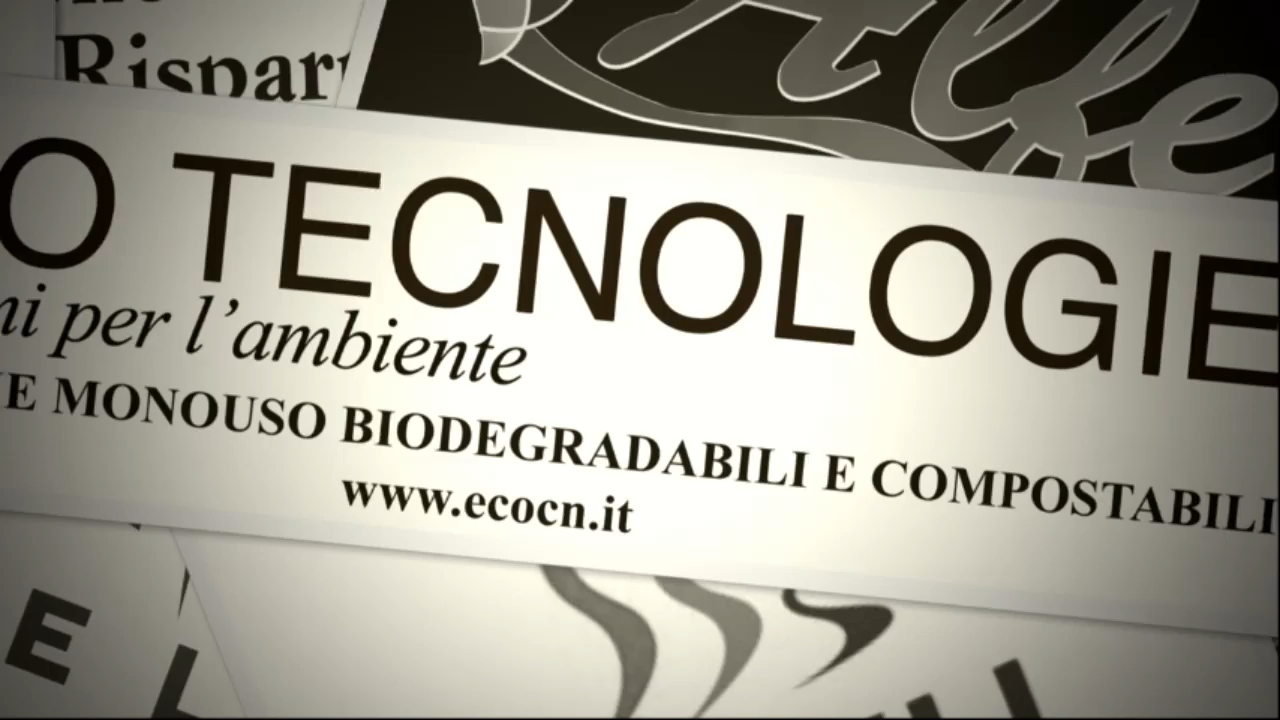 Rispar
O TECNOLOGIE
ni per l'ambiente
E MONOUSO BIODEGRADABILI E COMPOSTABILI
www.ecocn.it
E L